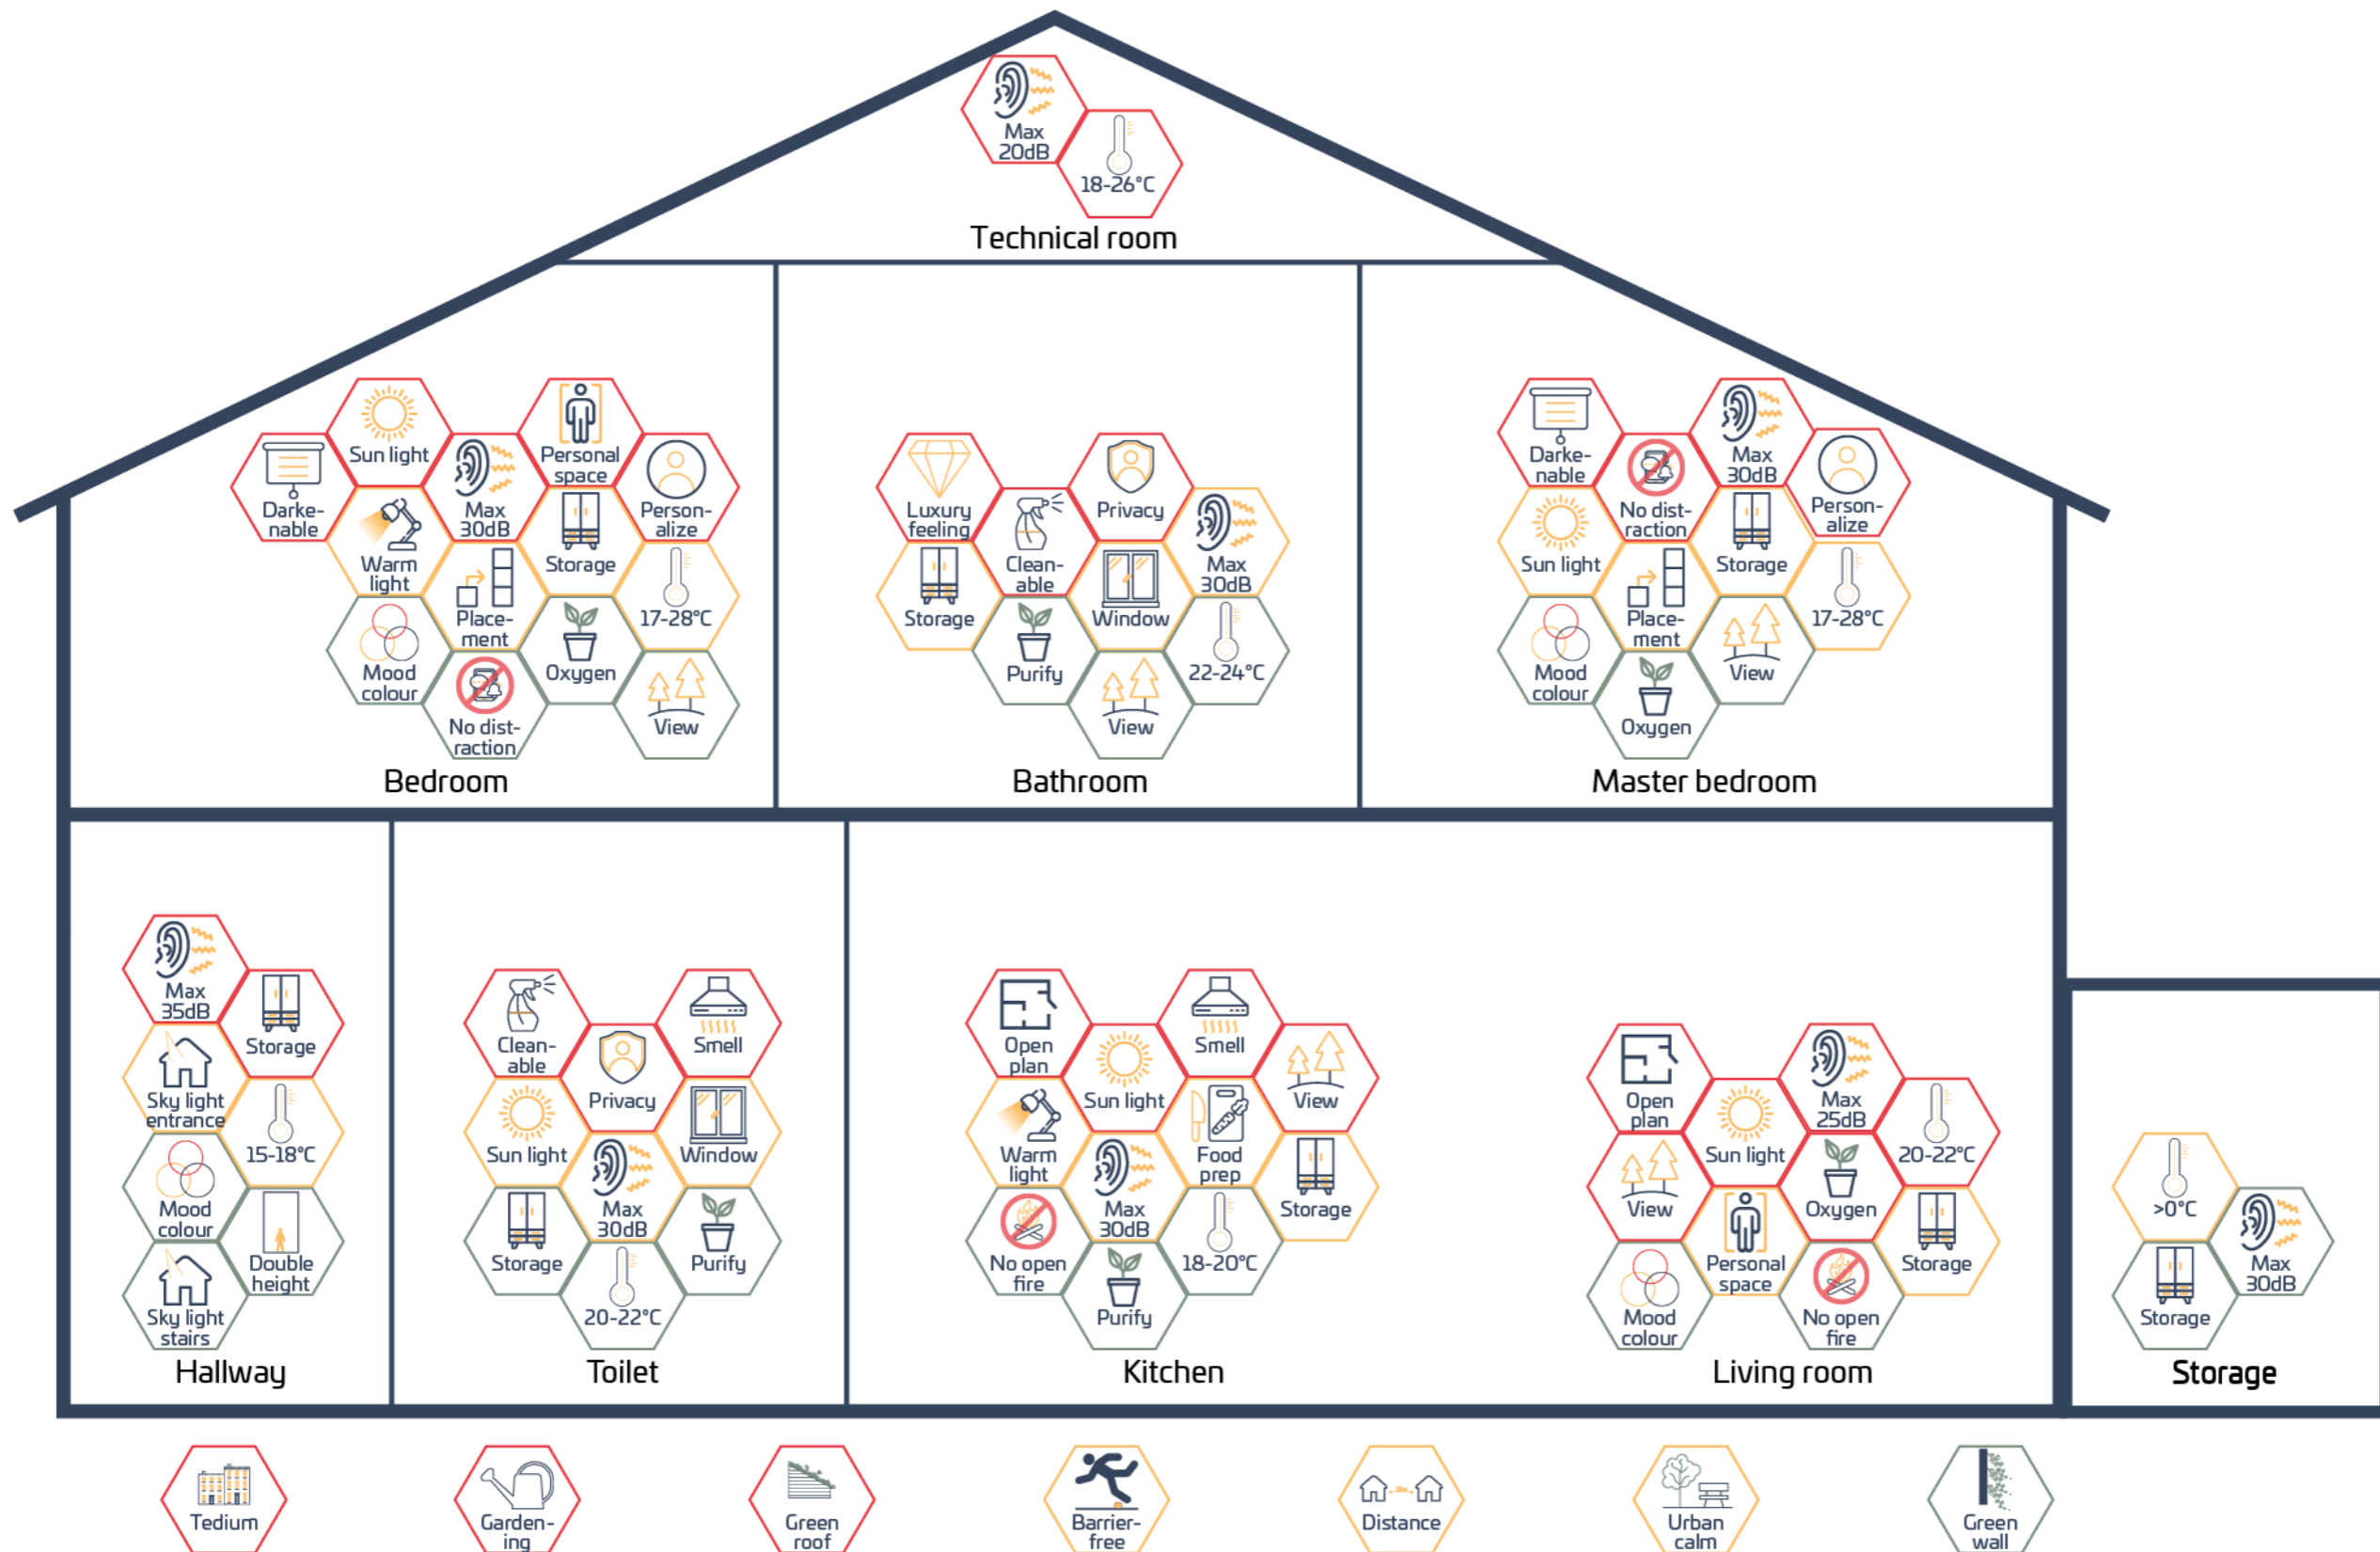 Max
20dB
18-26°C
Technical room
Darke-
nable
Sun light
Max
30dB
Personal
space
Person-
alize
Warm
light
Place-
ment
Storage
17-28°C
Mood
colour
No dist-
raction
Oxygen
View
Bedroom
Luxury
feeling
Clean-
able
Privacy
Max
30dB
Storage
Purify
Window
22-24°C
View
Bathroom
Darke-
nable
No dist-
raction
Max
30dB
Person-
alize
Sun light
Place-
ment
Storage
17-28°C
Mood
colour
Oxygen
View
Master bedroom
Max
35dB
Storage
Sky light
entrance
15-18°C
Mood
colour
Double
height
Sky light
stairs
Hallway
Clean-
able
Privacy
Smell
Sun light
Max
30dB
Window
Storage
20-22°C
Purify
Toilet
Open
plan
Sun light
Smell
View
Warm
light
Max
30dB
Food
prep
Storage
No open
fire
Purify
18-20°C
Kitchen
Open
plan
Sun light
Max
25dB
20-22°C
View
Personal
space
Oxygen
Storage
Mood
colour
No open
fire
Living room
>0°C
Max
30dB
Storage
Storage
Tedium
Garden-
ing
Green
roof
Barrier-
free
Distance
Urban
calm
Green
wall